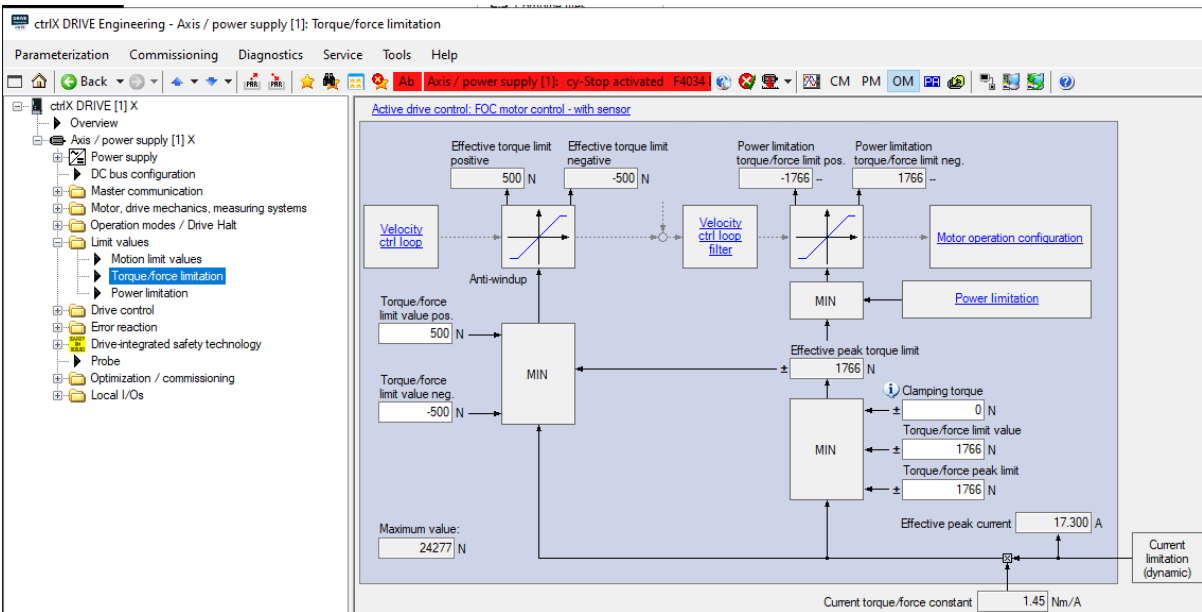 ctrlX DRIVE Engineering - Axis / power supply [1]: Torque/force limitation
Parameterization Commissioning Diagnostics Service Tools Help
Back Ab Axis / power supply [1]: cy-Stop activated F4034 CM PM OM
ctrlX DRIVE [1] X
Overview
Axis / power supply [1] X
Power supply
DC bus configuration
Master communication
Motor, drive mechanics, measuring systems
Operation modes / Drive Halt
Limit values
Motion limit values
Torque/force limitation
Power limitation
Drive control
Error reaction
Drive-integrated safety technology
Probe
Optimization / commissioning
Local I/Os
Active drive control: FOC motor control - with sensor
Effective torque limit
positive
500 N
Effective torque limit
negative
-500 N
Power limitation
torque/force limit pos.
-1766 --
Power limitation
torque/force limit neg.
1766 --
Velocity
ctrl loop
Velocity
ctrl loop
filter
Motor operation configuration
Anti-windup
MIN
Power limitation
Torque/force
limit value pos.
500 N
Effective peak torque limit
± 1766 N
MIN
Torque/force
limit value neg.
-500 N
Clamping torque
± 0 N
Torque/force limit value
MIN
± 1766 N
Torque/force peak limit
± 1766 N
Maximum value:
24277 N
Effective peak current 17.300 A
Current
limitation
(dynamic)
Current torque/force constant 1.45 Nm/A